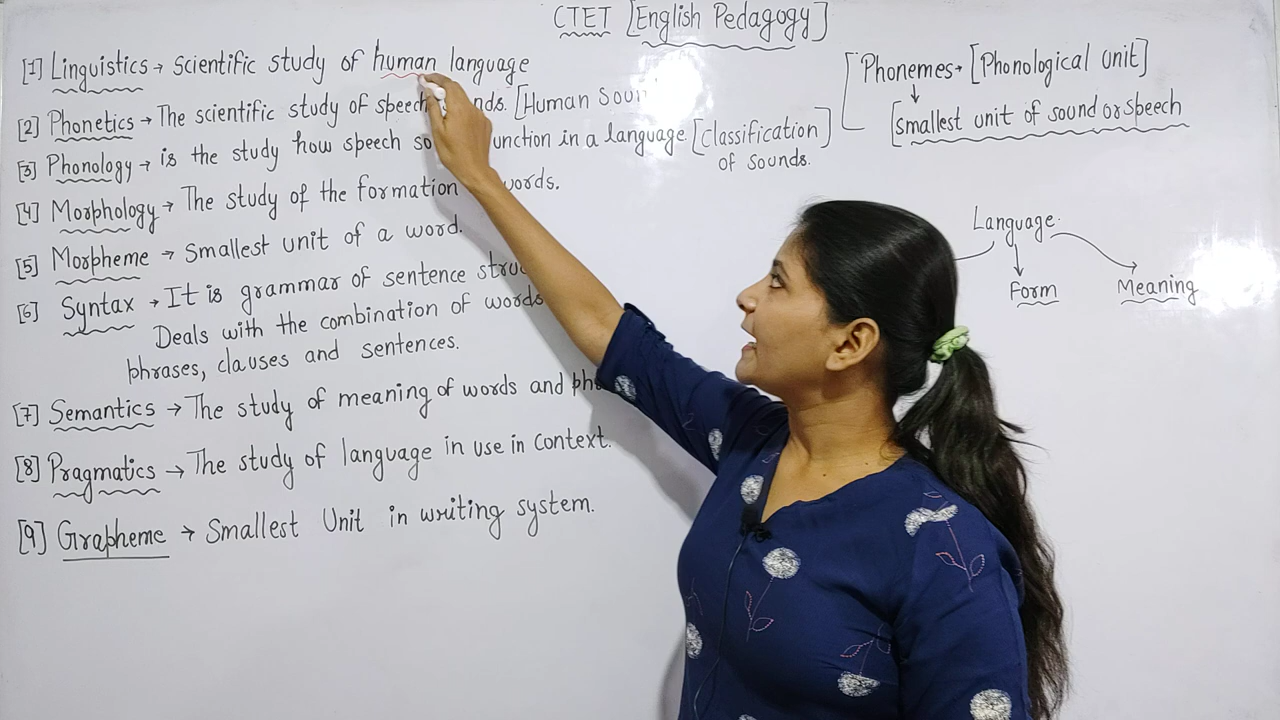 CTET [English Pedagogy]
[1] Linguistics → Scientific study of human language
[2] Phonetics → The scientific study of speech nds. [Human Soun
[3] Phonology → is the study how speech so unction in a language [classification of sounds.]
[4] Morphology → The study of the formation words.
[5] Morpheme → Smallest unit of a word.
[6] Syntax → It is grammar of sentence struc
Deals with the combination of words
phrases, clauses and sentences.
[7] Semantics → The study of meaning of words and phr
[8] Pragmatics → The study of language in use in Context.
[9] Grapheme → Smallest Unit in writing system.
Phonemes → [Phonological Unit]
↓
[smallest unit of sound or speech
Language
Form
Meaning